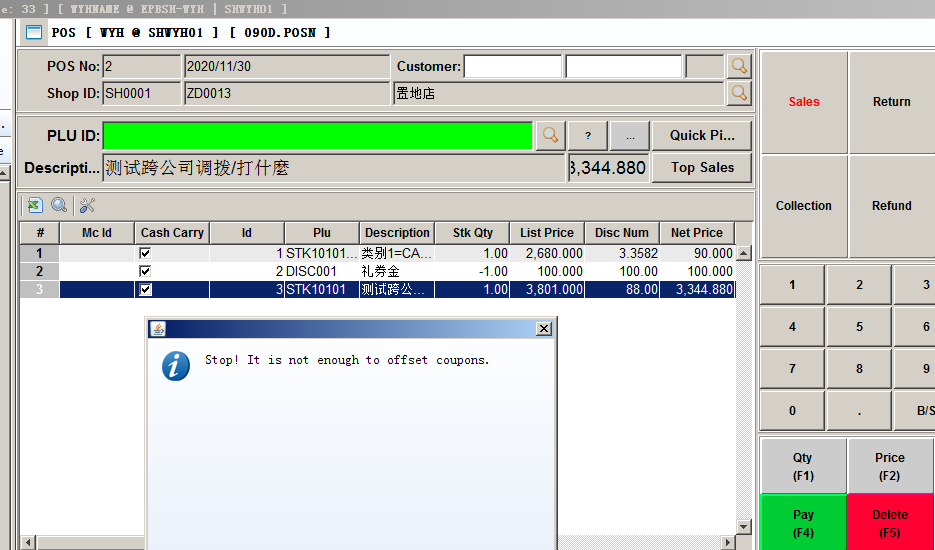 e: 33 ] [ WYHNAME @ EPBSH-WYH | SHWYH01 ]
POS [ WYH @ SHWYH01 ] [ 090D.POSN ]
POS No: 2 2020/11/30 Customer:
Shop ID: SH0001 ZD0013 置地店
PLU ID: ? ... Quick Pi...
Descripti... 测试跨公司调拨/打什麼 3,344.880 Top Sales
# Mc Id Cash Carry Id Plu Description Stk Qty List Price Disc Num Net Price
1 1 STK10101... 类别1=CA... 1.00 2,680.000 3.3582 90.000
2 2 DISC001 礼券金 -1.00 100.000 100.00 100.000
3 3 STK10101 测试跨公... 1.00 3,801.000 88.00 3,344.880
Stop! It is not enough to offset coupons.
Sales Return
Collection Refund
1 2 3
4 5 6
7 8 9
0 . B/S
Qty Price
(F1) (F2)
Pay Delete
(F4) (F5)